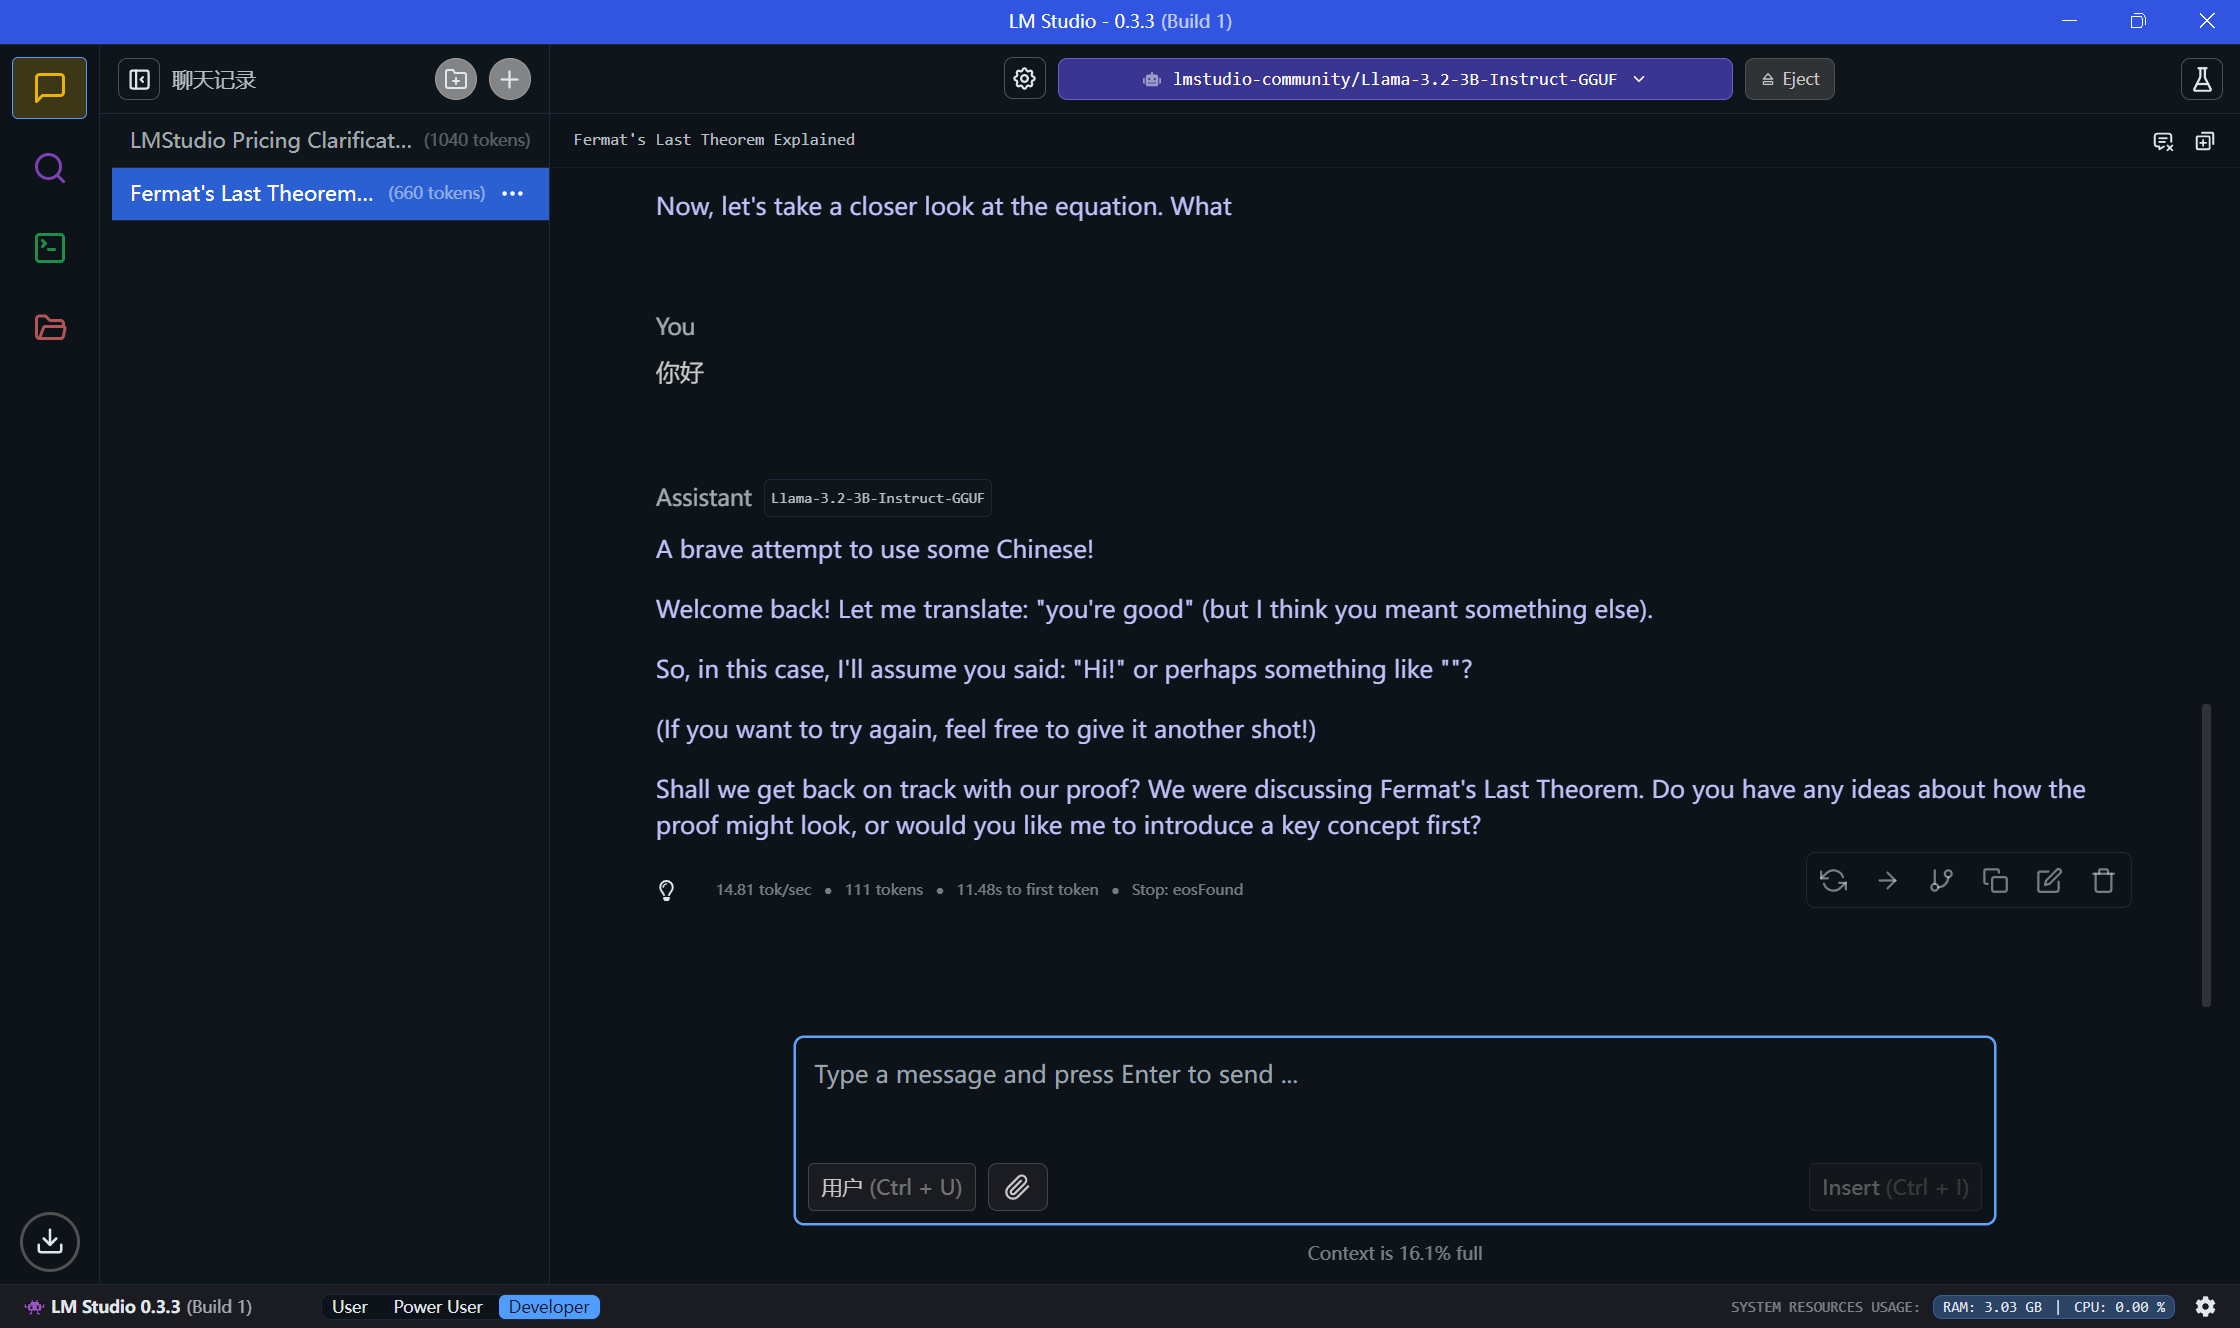 LM Studio - 0.3.3 (Build 1)
聊天记录
lmstudio-community/Llama-3.2-3B-Instruct-GGUF
Eject
LMStudio Pricing Clarificat... (1040 tokens)
Fermat's Last Theorem... (660 tokens)
Fermat's Last Theorem Explained
Now, let's take a closer look at the equation. What
You
你好
Assistant Llama-3.2-3B-Instruct-GGUF
A brave attempt to use some Chinese!
Welcome back! Let me translate: "you're good" (but I think you meant something else).
So, in this case, I'll assume you said: "Hi!" or perhaps something like ""?
(If you want to try again, feel free to give it another shot!)
Shall we get back on track with our proof? We were discussing Fermat's Last Theorem. Do you have any ideas about how the
proof might look, or would you like me to introduce a key concept first?
14.81 tok/sec • 111 tokens • 11.48s to first token • Stop: eosFound
Type a message and press Enter to send ...
用户 (Ctrl + U)
Insert (Ctrl + I)
Context is 16.1% full
LM Studio 0.3.3 (Build 1)
User Power User Developer
SYSTEM RESOURCES USAGE: RAM: 3.03 GB | CPU: 0.00 %